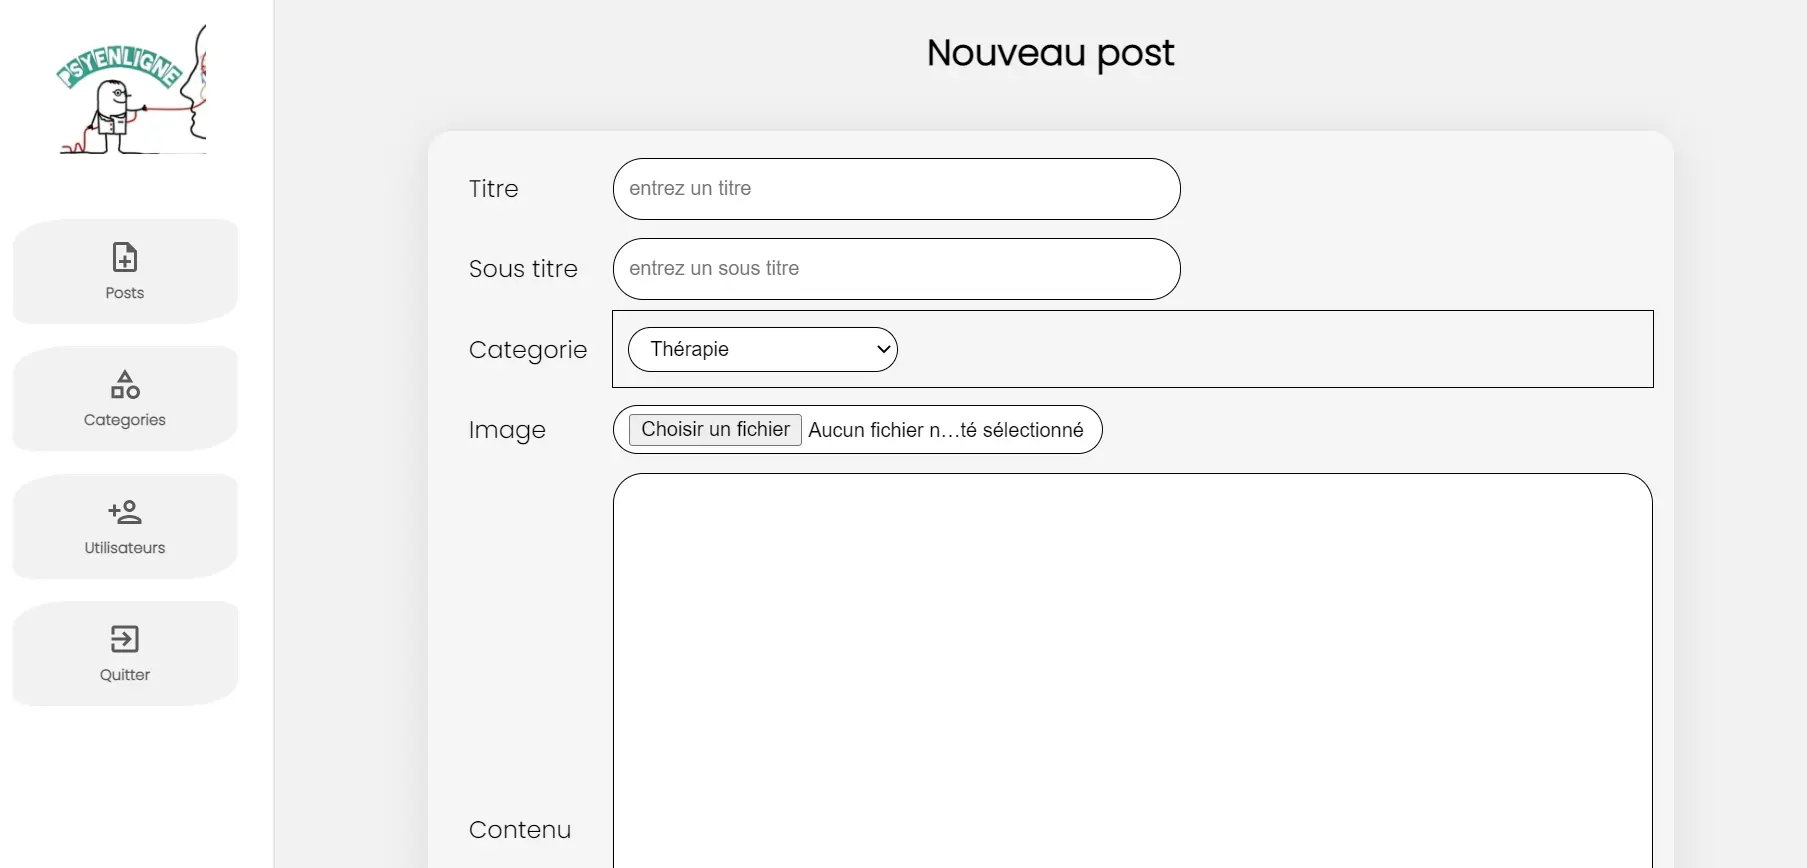 PSYENLIGNE
Posts
Categories
Utilisateurs
Quitter
Nouveau post
Titre
entrez un titre
Sous titre
entrez un sous titre
Categorie
Thérapie
Image
Choisir un fichier Aucun fichier n...té sélectionné
Contenu